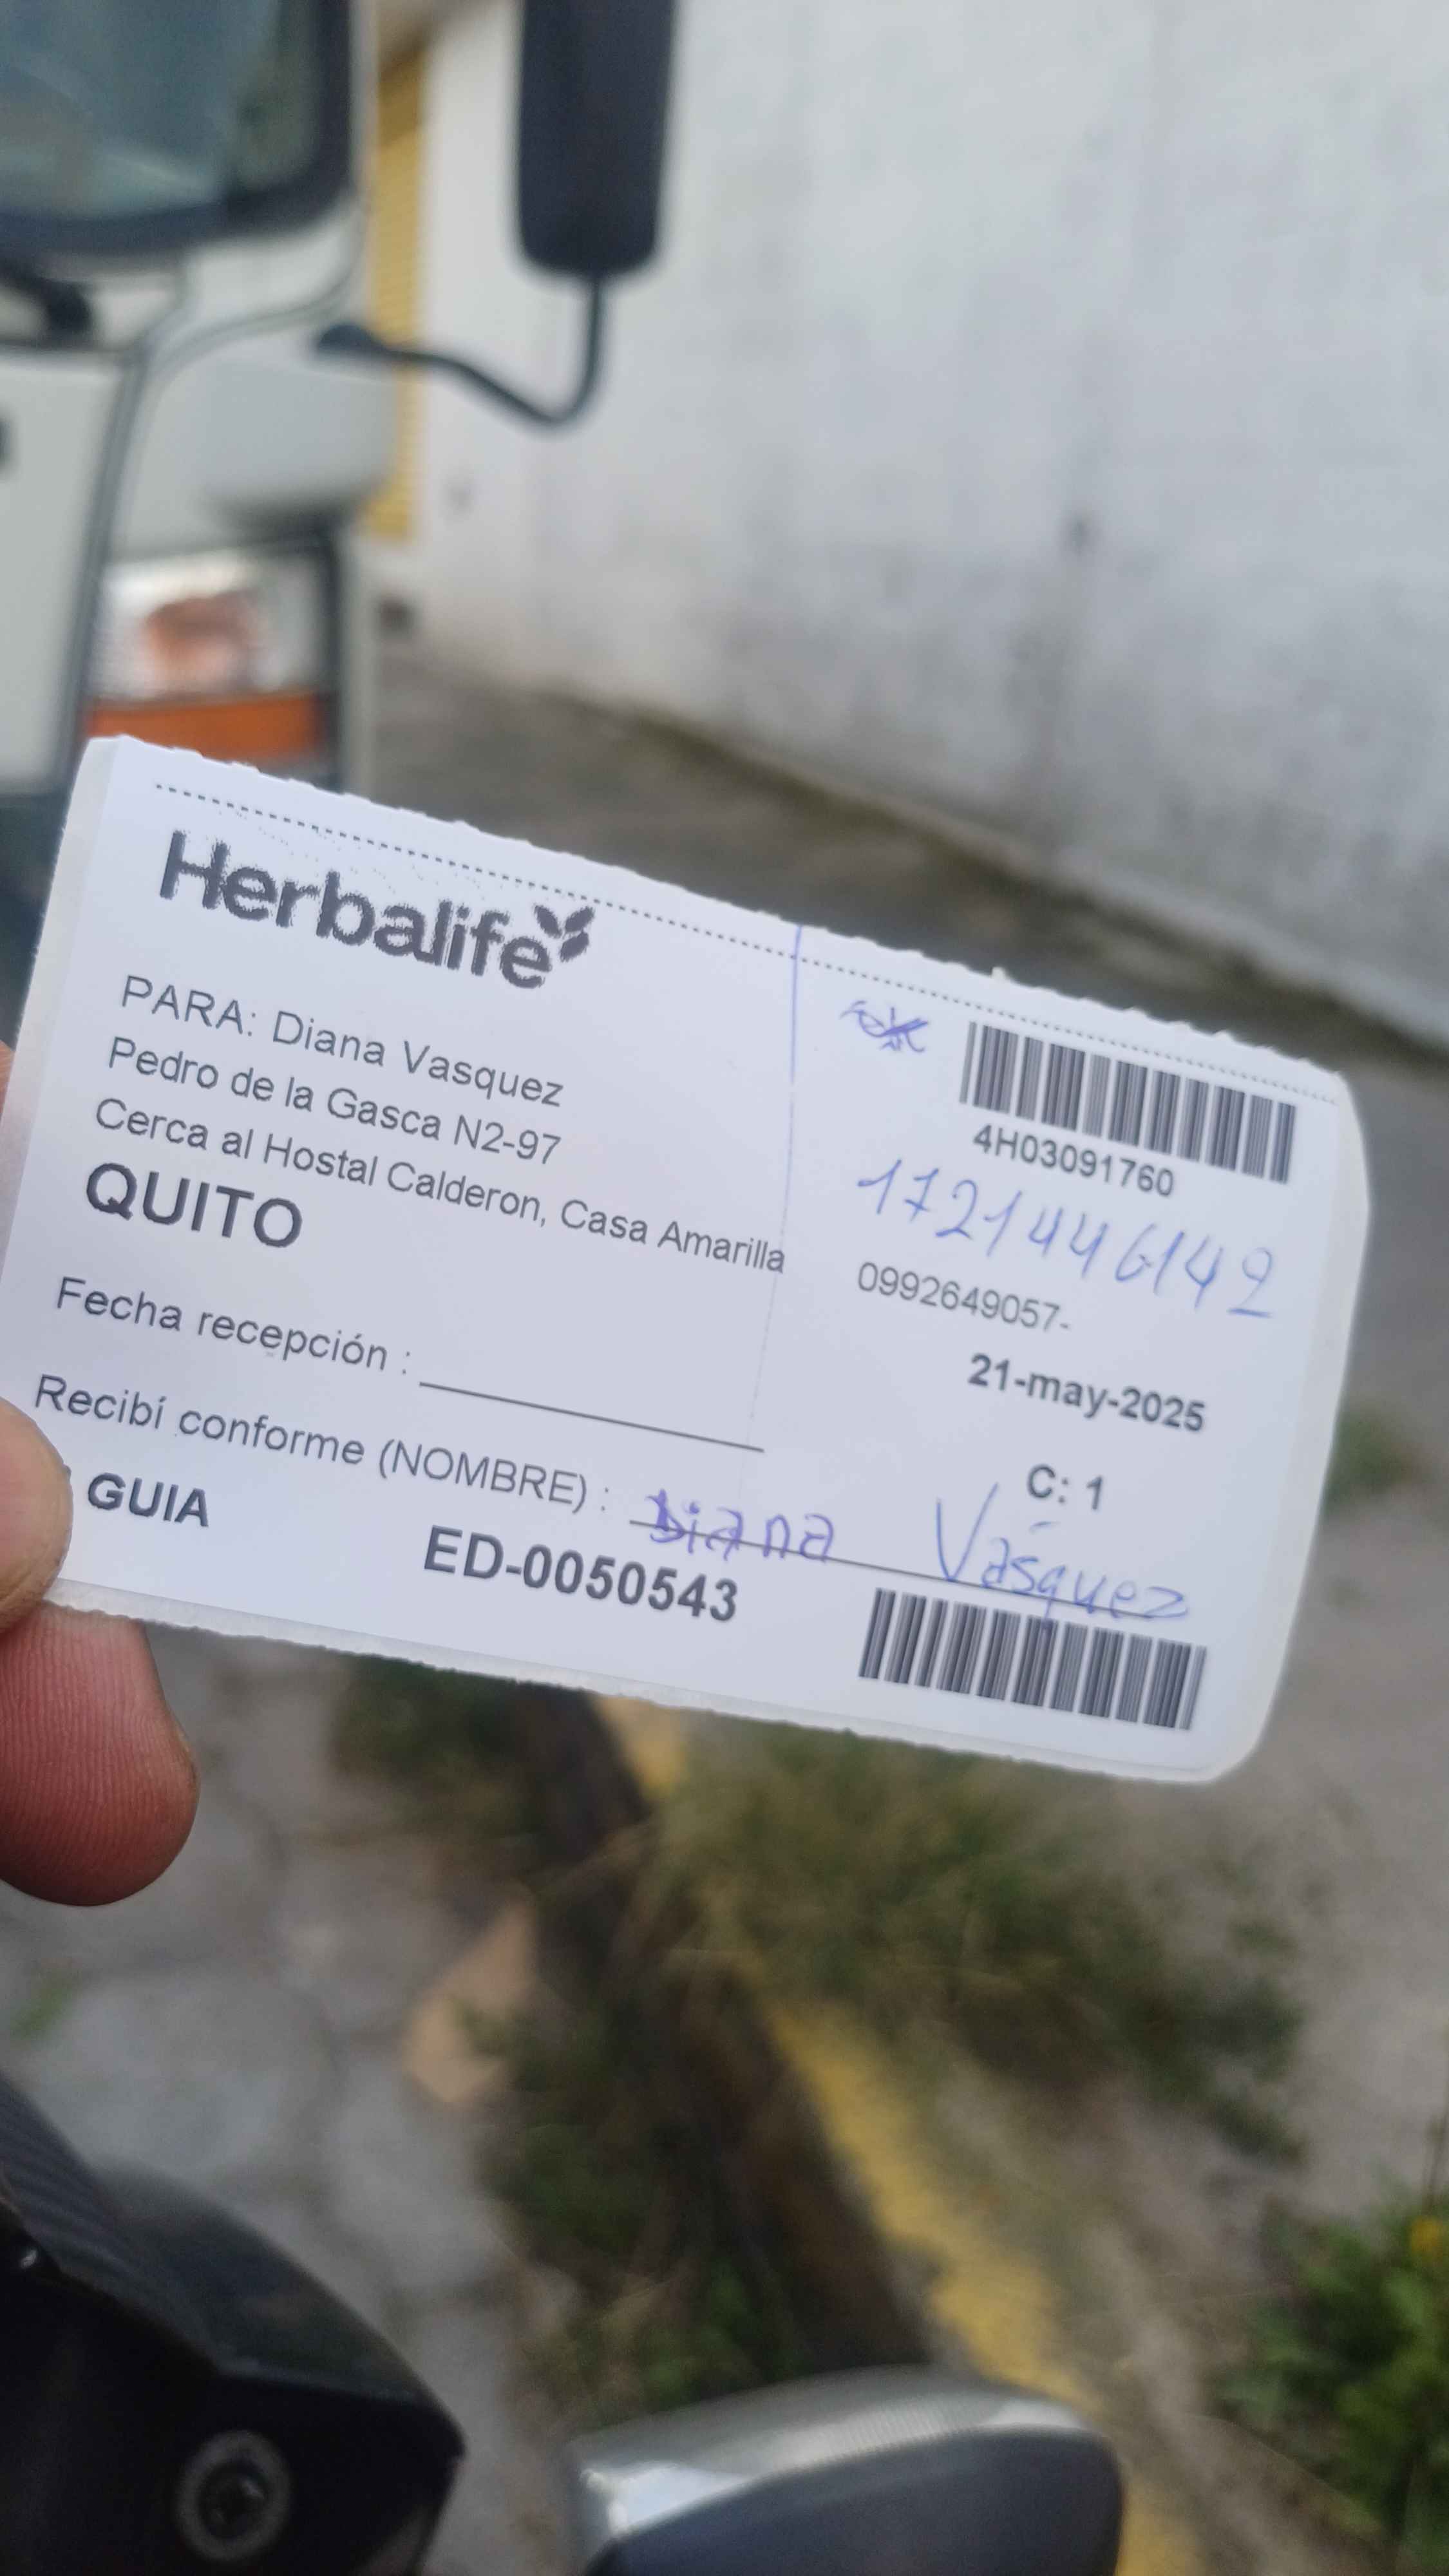 Herbalife
PARA: Diana Vasquez
Pedro de la Gasca N2-97
Cerca al Hostal Calderon, Casa Amarilla
QUITO
4H03091760
1721446142
0992649057-
21-may-2025
Fecha recepción :
C: 1
Recibí conforme (NOMBRE) : Diana Vásquez
GUIA
ED-0050543